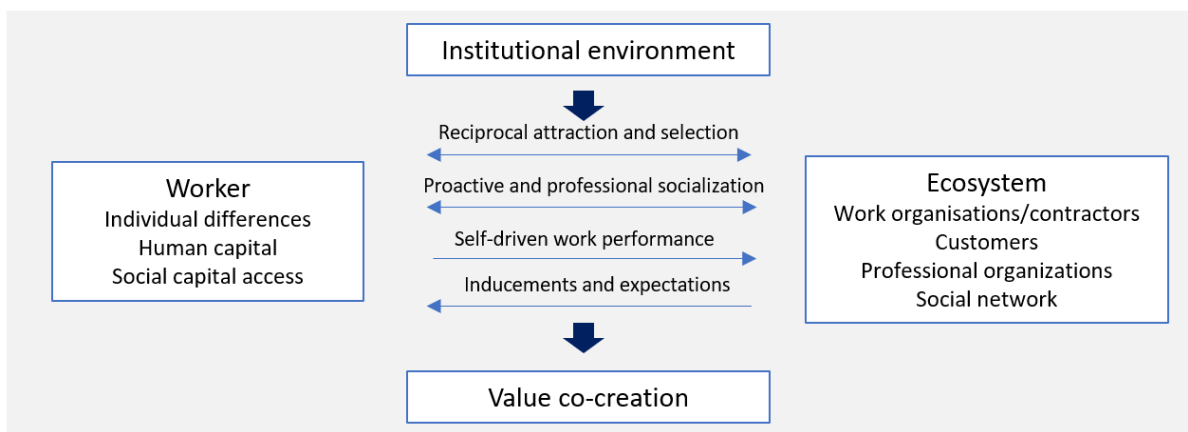 Institutional environment
Reciprocal attraction and selection
Proactive and professional socialization
Self-driven work performance
Inducements and expectations
Worker
Individual differences
Human capital
Social capital access
Ecosystem
Work organisations/contractors
Customers
Professional organizations
Social network
Value co-creation